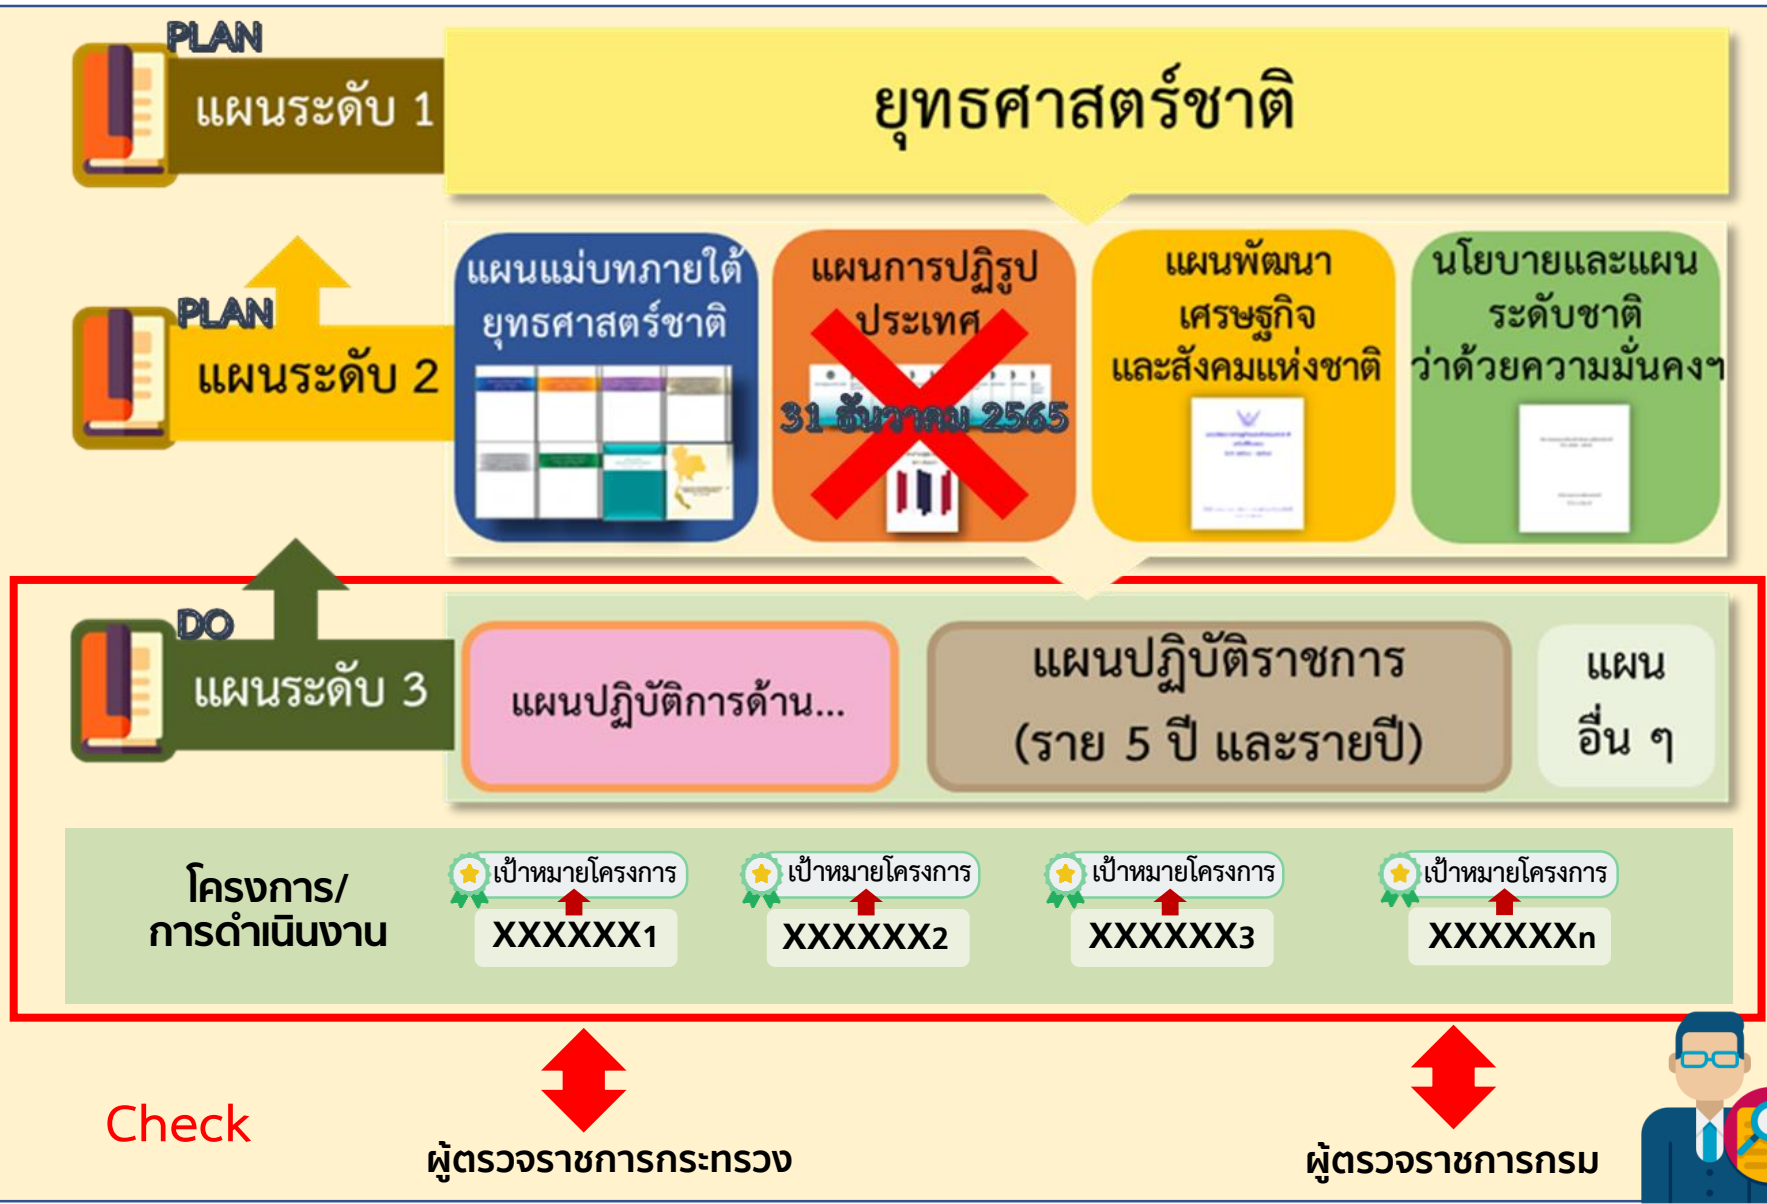 PLAN
แผนระดับ 1
ยุทธศาสตร์ชาติ
PLAN
แผนระดับ 2
แผนแม่บทภายใต้
ยุทธศาสตร์ชาติ
แผนการปฏิรูป
ประเทศ
31 ธันวาคม 2565
แผนพัฒนา
เศรษฐกิจ
และสังคมแห่งชาติ
นโยบายและแผน
ระดับชาติ
ว่าด้วยความมั่นคงฯ
DO
แผนระดับ 3
แผนปฏิบัติการด้าน...
แผนปฏิบัติราชการ
(ราย 5 ปี และรายปี)
แผน
อื่น ๆ
โครงการ/
การดำเนินงาน
เป้าหมายโครงการ
XXXXXX1
เป้าหมายโครงการ
XXXXXX2
เป้าหมายโครงการ
XXXXXX3
เป้าหมายโครงการ
XXXXXXn
Check
ผู้ตรวจราชการกระทรวง
ผู้ตรวจราชการกรม